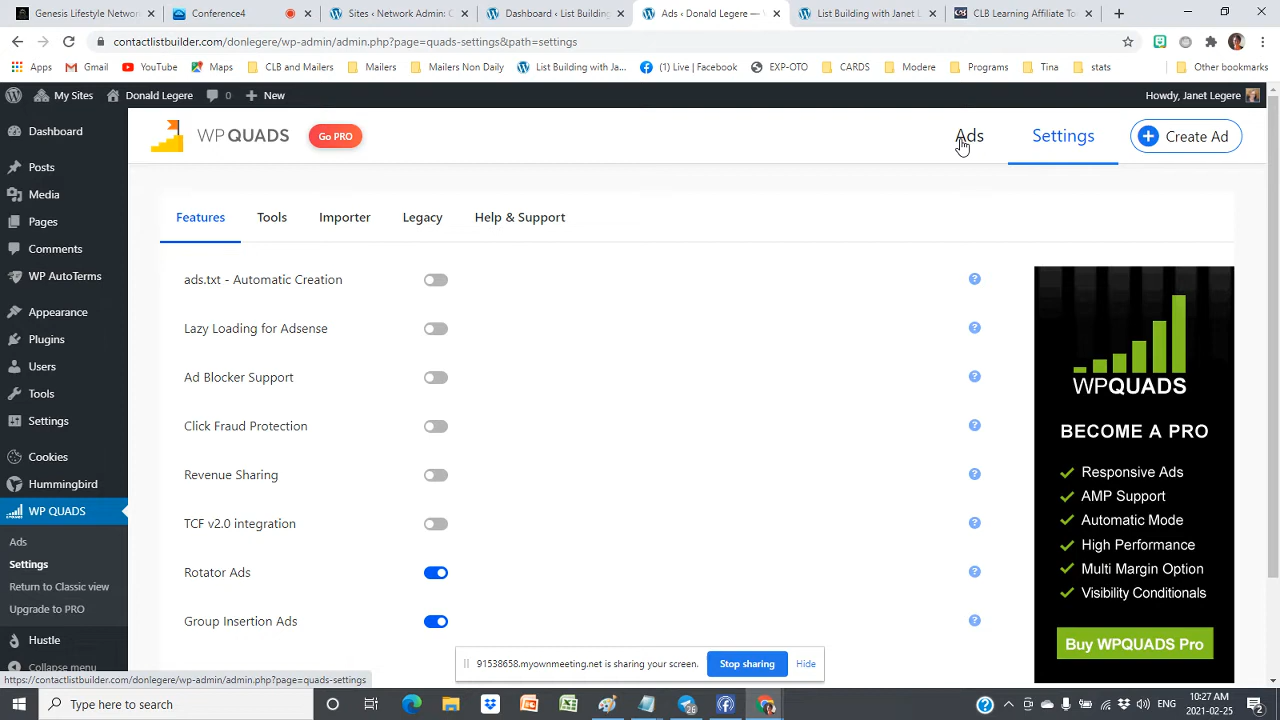 contactlistbuilder.com
Conference4
Sites - Network Admin:
Dashboard - List Building
Ads ‹ Donald Legere —
List Building with Janet L
CLB Learning Affiliate To
contactlistbuilder.com/donlegere/wp-admin/admin.php?page=quads-settings&path=settings
Apps
Gmail
YouTube
Maps
CLB and Mailers
Mailers
Mailers Non Daily
List Building with Ja...
(1) Live | Facebook
EXP-OTO
CARDS
Modere
Programs
Tina
stats
Other bookmarks
My Sites
Donald Legere
0
New
Howdy, Janet Legere
Dashboard
Posts
Media
Pages
Comments
WP AutoTerms
Appearance
Plugins
Users
Tools
Settings
Cookies
Hummingbird
WP QUADS
Ads
Settings
Return to Classic view
Upgrade to PRO
Hustle
Collapse menu
WP QUADS
Go PRO
Ads
Settings
Create Ad
Features
Tools
Importer
Legacy
Help & Support
ads.txt - Automatic Creation
Lazy Loading for Adsense
Ad Blocker Support
Click Fraud Protection
Revenue Sharing
TCF v2.0 integration
Rotator Ads
Group Insertion Ads
WPQUADS
BECOME A PRO
Responsive Ads
AMP Support
Automatic Mode
High Performance
Multi Margin Option
Visibility Conditionals
Buy WPQUADS Pro
91538658.myownmeeting.net is sharing your screen.
Stop sharing
Hide
https://contactlistbuilder.com/donlegere/wp-admin/admin.php?page=quads-settings
Type here to search
26
ENG
10:27 AM
2021-02-25
2